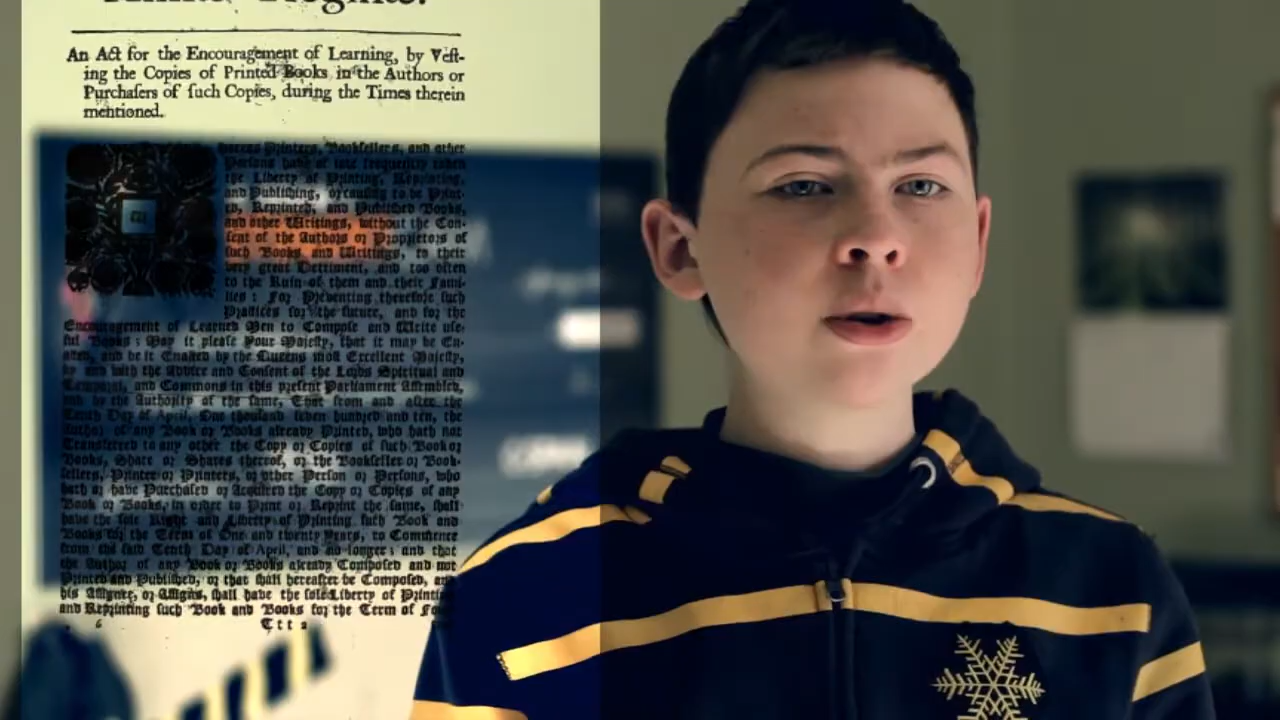 An Act for the Encouragement of Learning, by Veſt-
ing the Copies of Printed Books in the Authors or
Purchaſers of ſuch Copies, during the Times therein
mentioned.
Printers, Bookſellers, and other
Perſons have of late frequently taken
the Liberty of Printing, Reprinting,
and Publiſhing, or cauſing to be Print-
ed, Reprinted, and Publiſhed Books,
and other Writings, without the Con-
ſent of the Authors or Proprietors of
ſuch Books and Writings, to their
very great Detriment, and too often
to the Ruin of them and their Fami-
lies: For Preventing therefore ſuch
Practices for the future, and for the
Encouragement of Learned Men to Compoſe and Write uſe-
ful Books; May it pleaſe Your Majeſty, that it may be En-
acted, and be it Enacted by the Queens moſt Excellent Majeſty,
by and with the Advice and Conſent of the Lords Spiritual and
Temporal, and Commons in this preſent Parliament Aſſembled,
and by the Authority of the ſame, That from and after the
Tenth Day of April, One thouſand ſeven hundred and ten, the
Author of any Book or Books already Printed, who hath not
Transferred to any other the Copy or Copies of ſuch Book or
Books, Share or Shares thereof, or the Bookſeller or Book-
ſellers, Printer or Printers, or other Perſon or Perſons, who
hath or have Purchaſed or Acquired the Copy or Copies of any
Book or Books, in order to Print or Reprint the ſame, ſhall
have the ſole Right and Liberty of Printing ſuch Book and
Books for the Term of One and twenty Years, to Commence
from the ſaid Tenth Day of April, and no longer; and that
the Author of any Book or Books already Compoſed and not
Printed and Publiſhed, or that ſhall hereafter be Compoſed, and
his Aſſignee, or Aſſigns, ſhall have the ſole Liberty of Printing
and Reprinting ſuch Book and Books for the Term of
Tttt